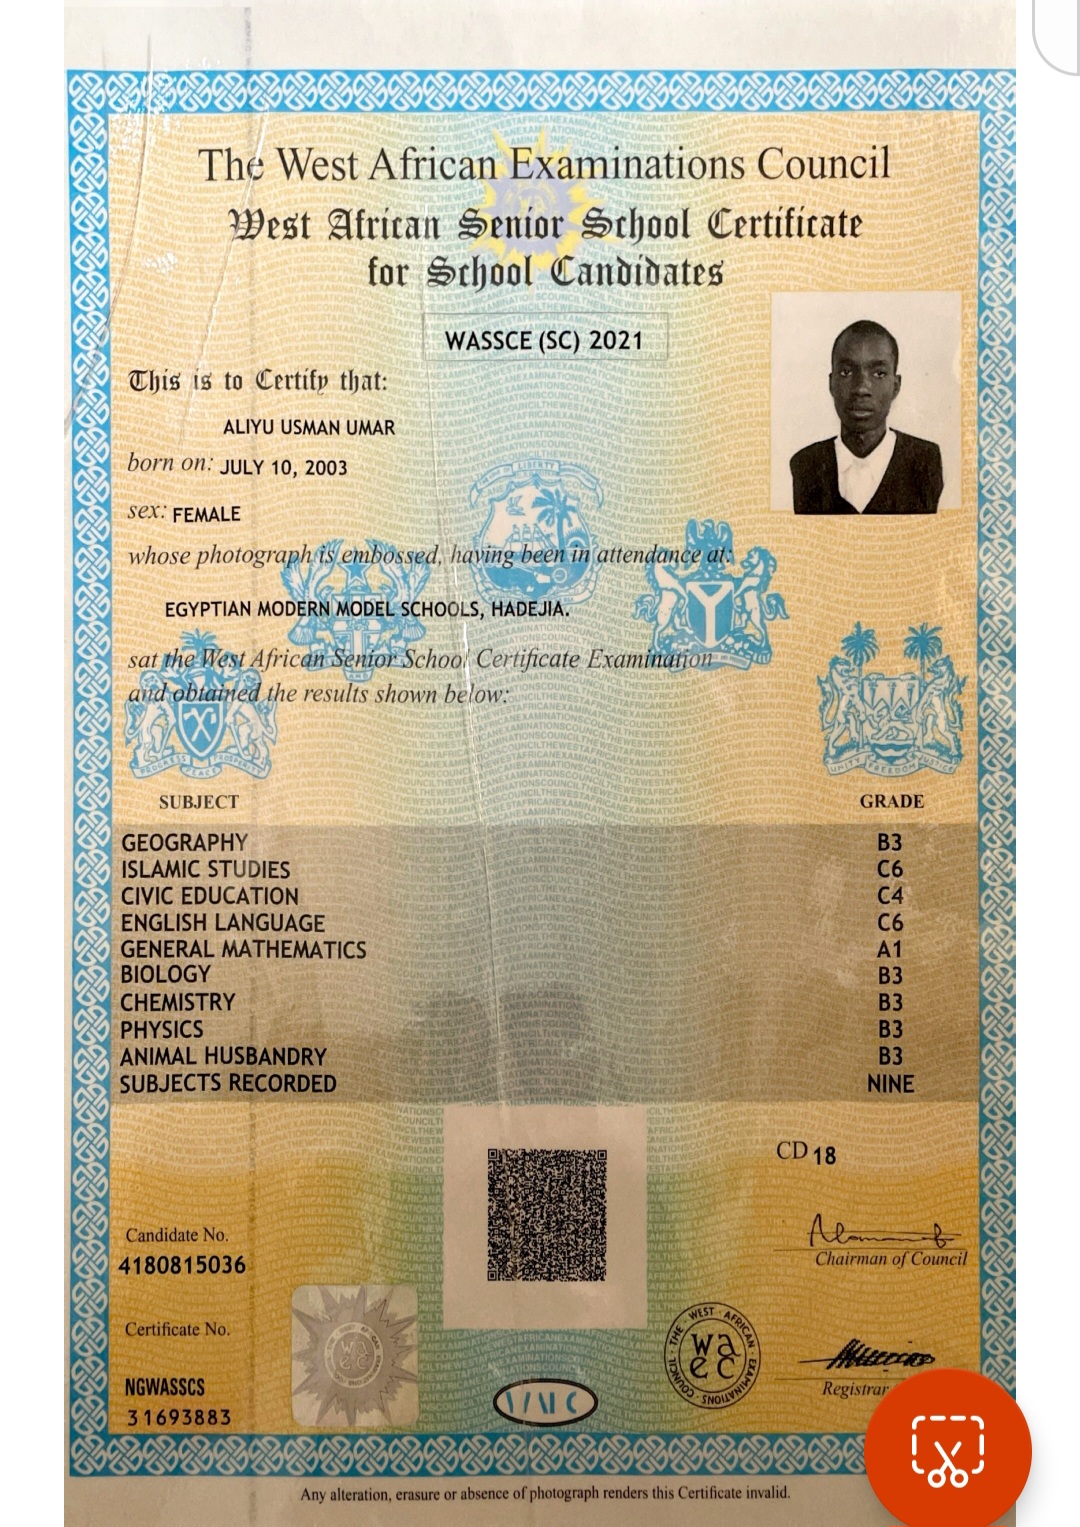 The West African Examinations Council
West African Senior School Certificate
for School Candidates
WASSCE (SC) 2021
This is to Certify that:
ALIYU USMAN UMAR
born on: JULY 10, 2003
sex: FEMALE
whose photograph is embossed, having been in attendance at:
EGYPTIAN MODERN MODEL SCHOOLS, HADEJIA.
sat the West African Senior School Certificate Examination
and obtained the results shown below:
SUBJECT GRADE
GEOGRAPHY B3
ISLAMIC STUDIES C6
CIVIC EDUCATION C4
ENGLISH LANGUAGE C6
GENERAL MATHEMATICS A1
BIOLOGY B3
CHEMISTRY B3
PHYSICS B3
ANIMAL HUSBANDRY B3
SUBJECTS RECORDED NINE
CD 18
Candidate No.
4180815036
Chairman of Council
Certificate No.
NGWASSCS
31693883
THE · WEST · AFRICAN EXAMINATIONS · COUNCIL
wa
ec
Registrar
Any alteration, erasure or absence of photograph renders this Certificate invalid.